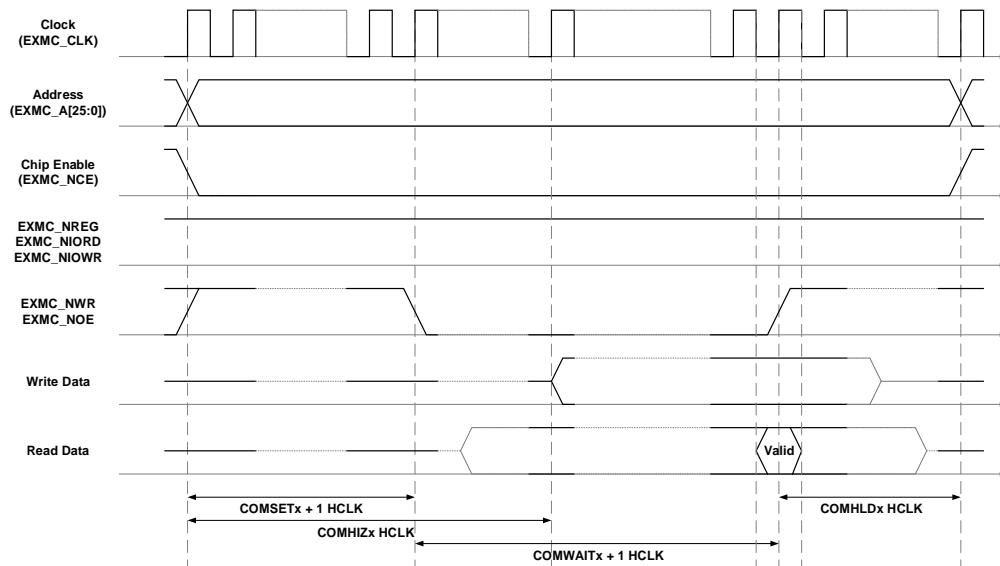 Clock
(EXMC_CLK)
Address
(EXMC_A[25:0])
Chip Enable
(EXMC_NCE)
EXMC_NREG
EXMC_NIORD
EXMC_NIOWR
EXMC_NWR
EXMC_NOE
Write Data
Read Data
Valid
COMSETx + 1 HCLK
COMHLDx HCLK
COMHIZx HCLK
COMWAITx + 1 HCLK